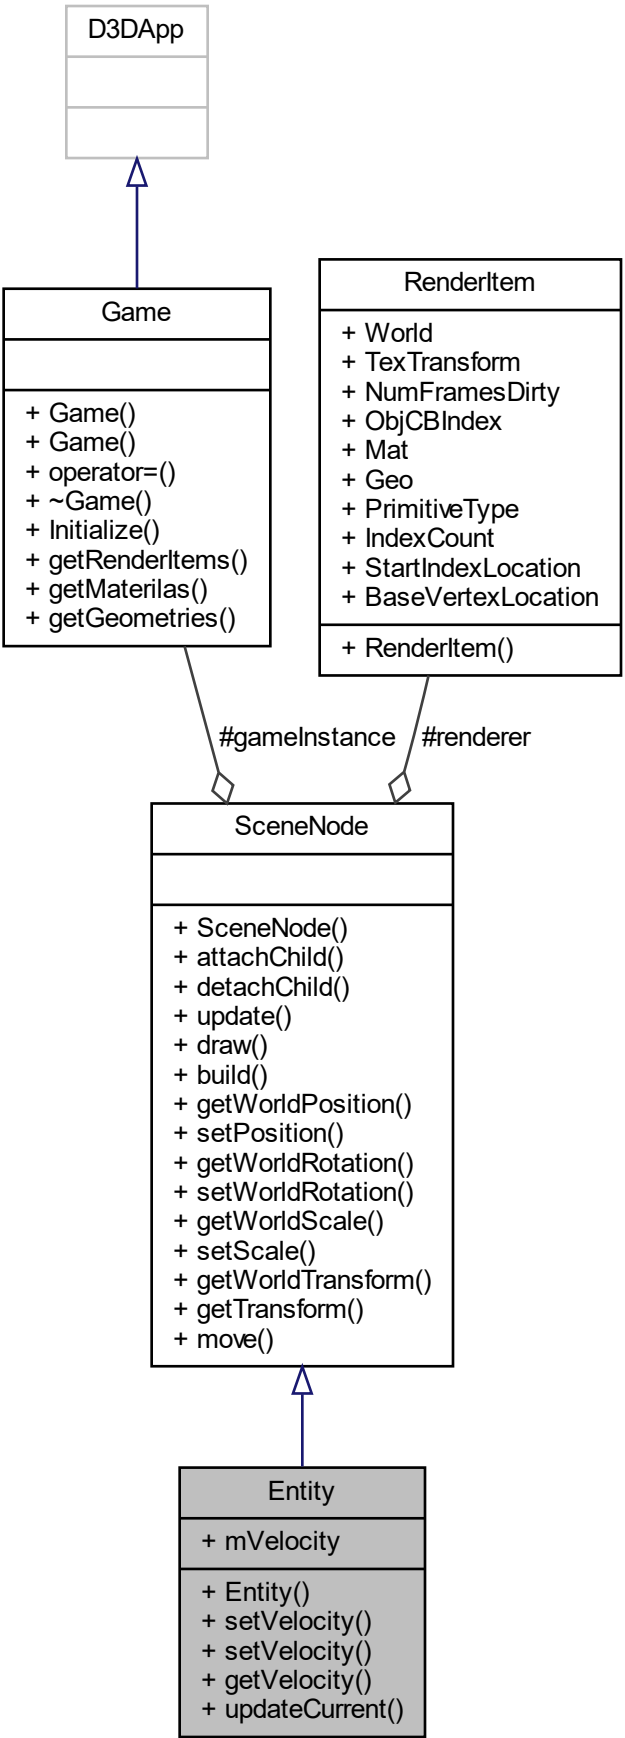 D3DApp
Game
+ Game()
+ Game()
+ operator=()
+ ~Game()
+ Initialize()
+ getRenderItems()
+ getMaterilas()
+ getGeometries()
RenderItem
+ World
+ TexTransform
+ NumFramesDirty
+ ObjCBIndex
+ Mat
+ Geo
+ PrimitiveType
+ IndexCount
+ StartIndexLocation
+ BaseVertexLocation
+ RenderItem()
#gameInstance
#renderer
SceneNode
+ SceneNode()
+ attachChild()
+ detachChild()
+ update()
+ draw()
+ build()
+ getWorldPosition()
+ setPosition()
+ getWorldRotation()
+ setWorldRotation()
+ getWorldScale()
+ setScale()
+ getWorldTransform()
+ getTransform()
+ move()
Entity
+ mVelocity
+ Entity()
+ setVelocity()
+ setVelocity()
+ getVelocity()
+ updateCurrent()